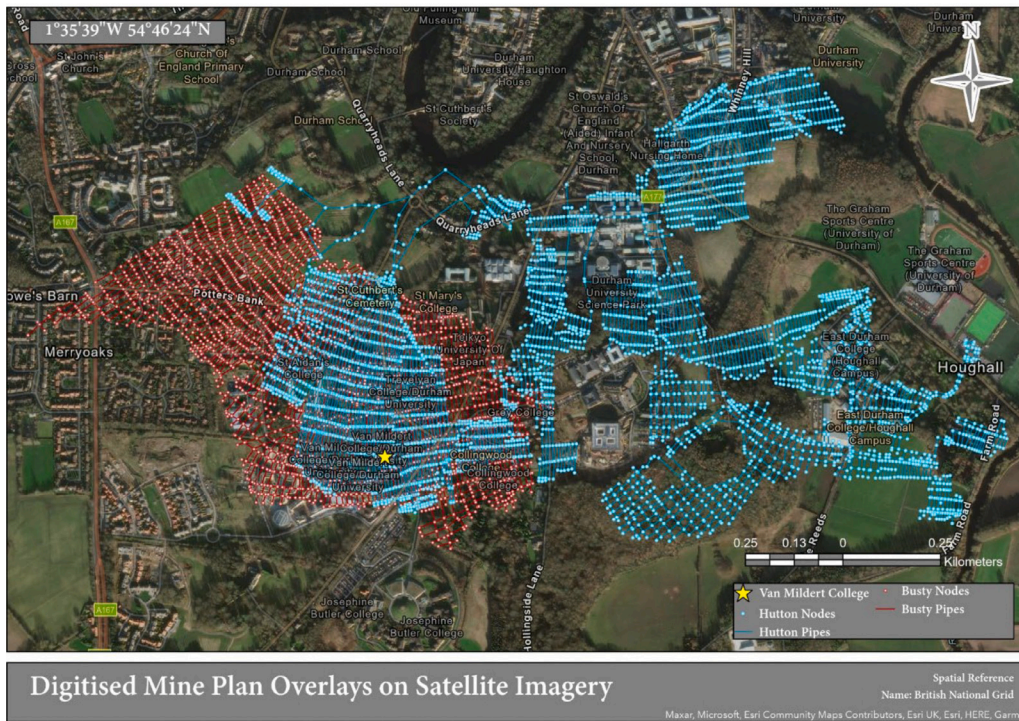 1°35'39"W 54°46'24"N
Road
St John's
Church
Church Of
England Primary
School
School
Museum
Durham School
Durham School
Durham
University/Haughton
House
St Cuthbert's
Society
Quarryheads Lane
St Oswald's
Church Of
England
(Aided) Infant
And Nursery
School,
Durham
University
Durham
University
Whinney Hill
N
Hallgarth
Nursing Home
A167
Quarryheads Lane
The Graham
Sports Centre
(University of
Durham)
The Graham
Sports Centre
(University of
Durham)
Potters Bank
St Cuthbert's
Cemetery
St Mary's
College
Durham
University
Science Park
Merryoaks
St Aidan's
College
University Of
Japan
Trevelyan
College/Durham
University
East Durham
College
(Houghall
Campus)
Houghall
Grey College
East Durham
College/Houghall
Campus
Van Mildert
College/Durham
University
Collingwood
College
Collingwood
College
Farm Road
Farm Road
Hollingside Lane
Josephine
Butler College
Josephine
Butler College
A167
0.25 0.13 0 0.25
Kilometers
Van Mildert College
Hutton Nodes
Hutton Pipes
Busty Nodes
Busty Pipes
Digitised Mine Plan Overlays on Satellite Imagery
Spatial Reference
Name: British National Grid
Maxar, Microsoft, Esri Community Maps Contributors, Esri UK, Esri, HERE, Garm